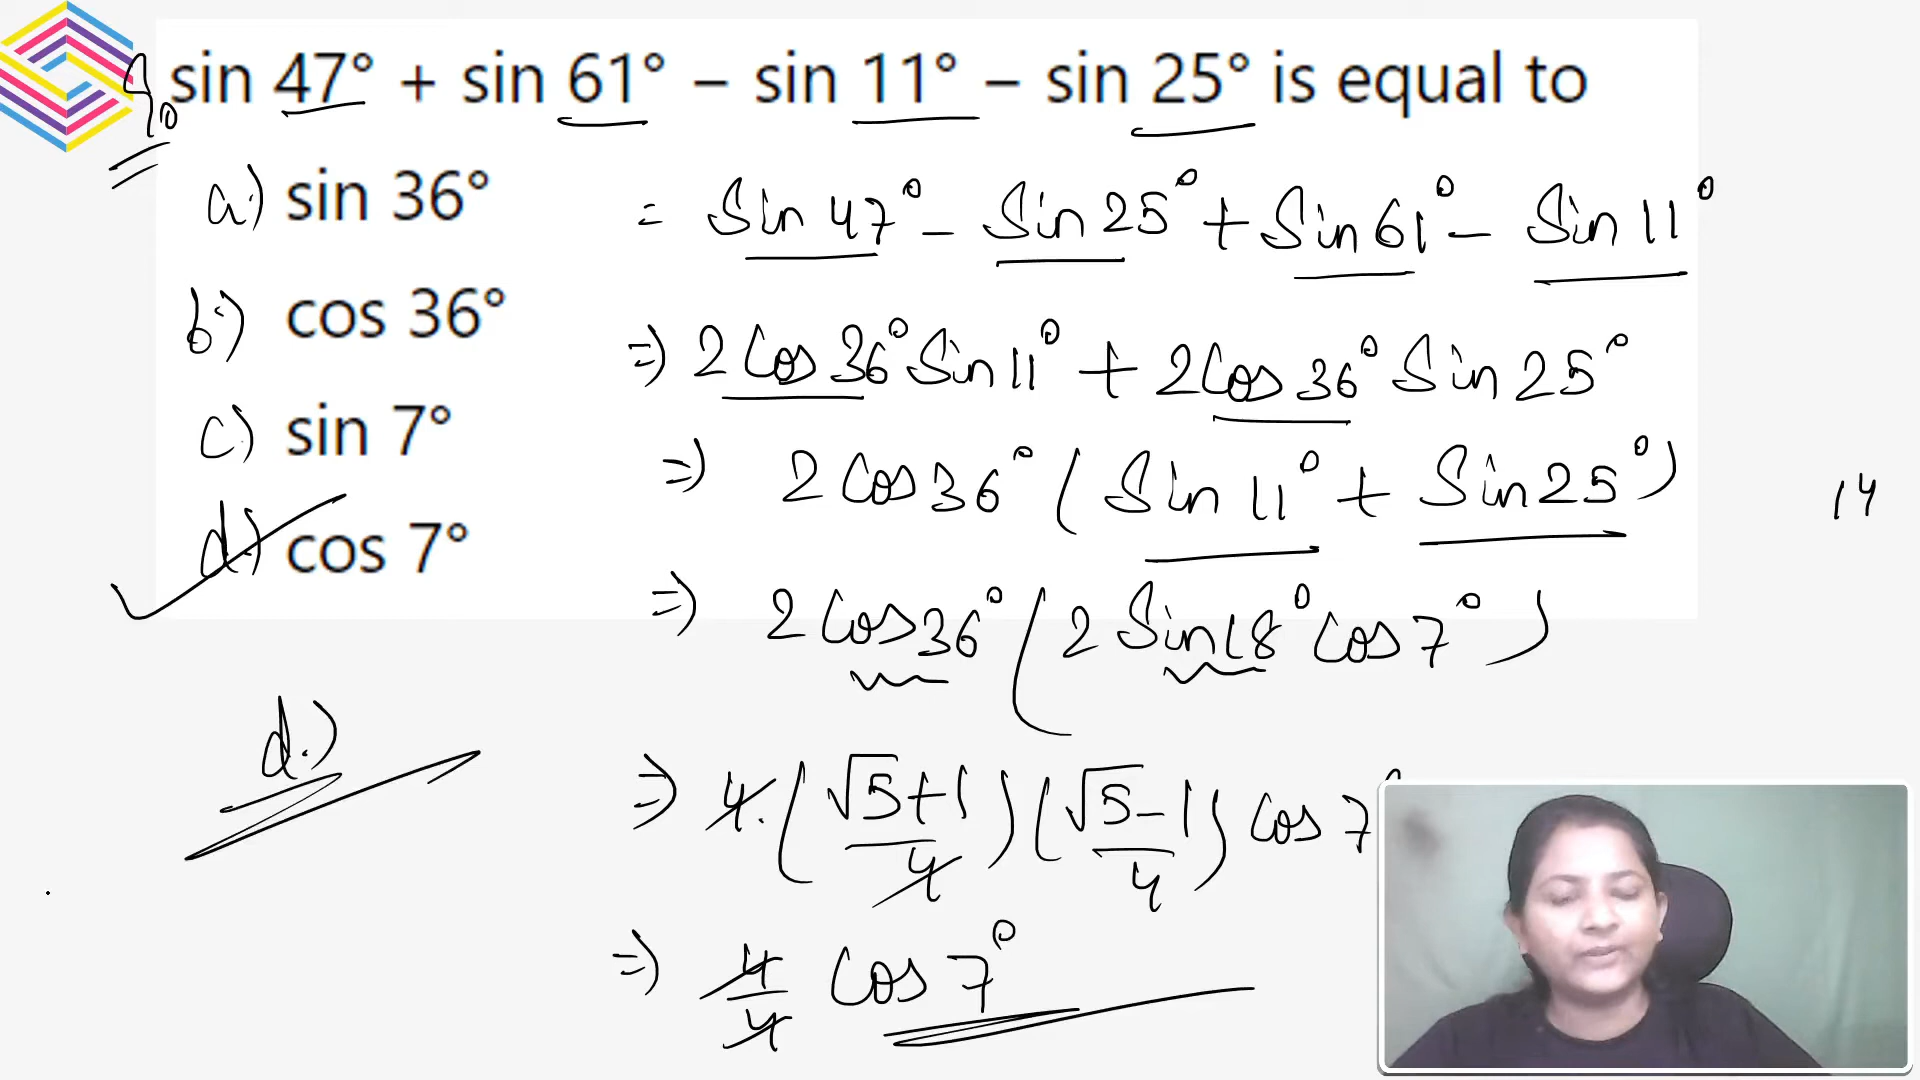 Q10 sin 47° + sin 61° − sin 11° − sin 25° is equal to
a.) sin 36°
b.) cos 36°
c.) sin 7°
d.) cos 7°
= Sin 47° − Sin 25° + Sin 61° − Sin 11°
⇒ 2 Cos 36° Sin 11° + 2 Cos 36° Sin 25°
⇒ 2 Cos 36° ( Sin 11° + Sin 25° )
14
⇒ 2 Cos 36° ( 2 Sin 18° Cos 7° )
d.)
⇒ 4. ( √5+1 / 4 ) ( √5−1 / 4 ) Cos 7°
⇒ 4/4 Cos 7°